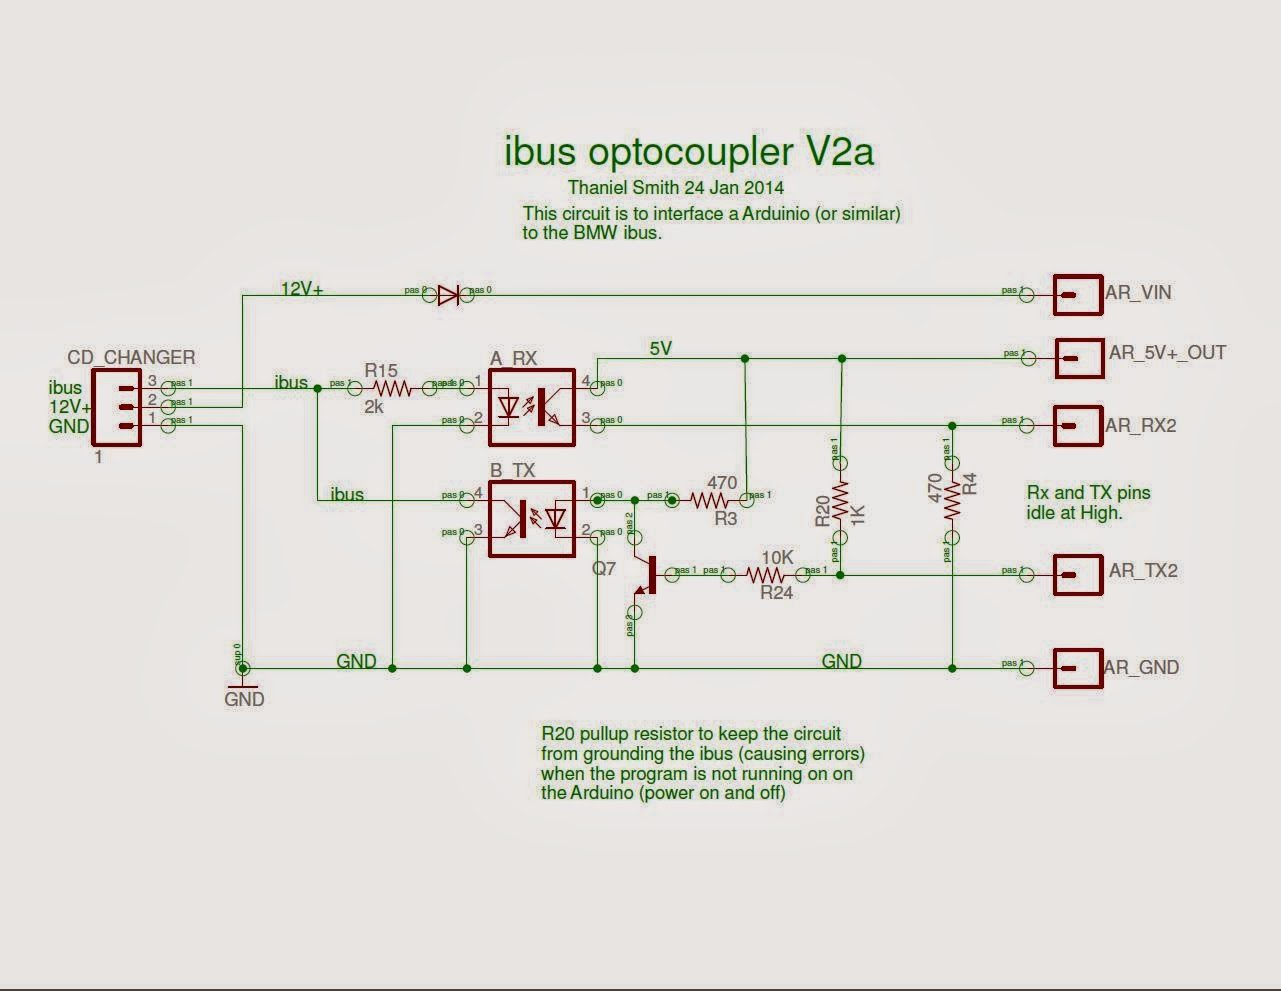 ibus optocoupler V2a
Thaniel Smith 24 Jan 2014
This circuit is to interface a Arduinio (or similar)
to the BMW ibus.
12V+
pas 0
pas 0
pas 1
AR_VIN
CD_CHANGER
ibus
12V+
GND
3
2
1
pas 1
pas 1
pas 1
1
ibus
pas 1
R15
2k
pas 0
A_RX
1
2
4
3
pas 0
pas 0
pas 0
5V
pas 1
AR_5V+_OUT
pas 1
AR_RX2
ibus
B_TX
pas 0
4
pas 0
3
1
pas 0
2
pas 0
pas 1
470
R3
pas 1
pas 2
Q7
pas 3
pas 1
pas 1
10K
R24
pas 1
pas 1
R20
1K
pas 1
pas 1
470
R4
pas 1
Rx and TX pins
idle at High.
pas 1
AR_TX2
sup 0
GND
GND
GND
pas 1
AR_GND
R20 pullup resistor to keep the circuit
from grounding the ibus (causing errors)
when the program is not running on on
the Arduino (power on and off)